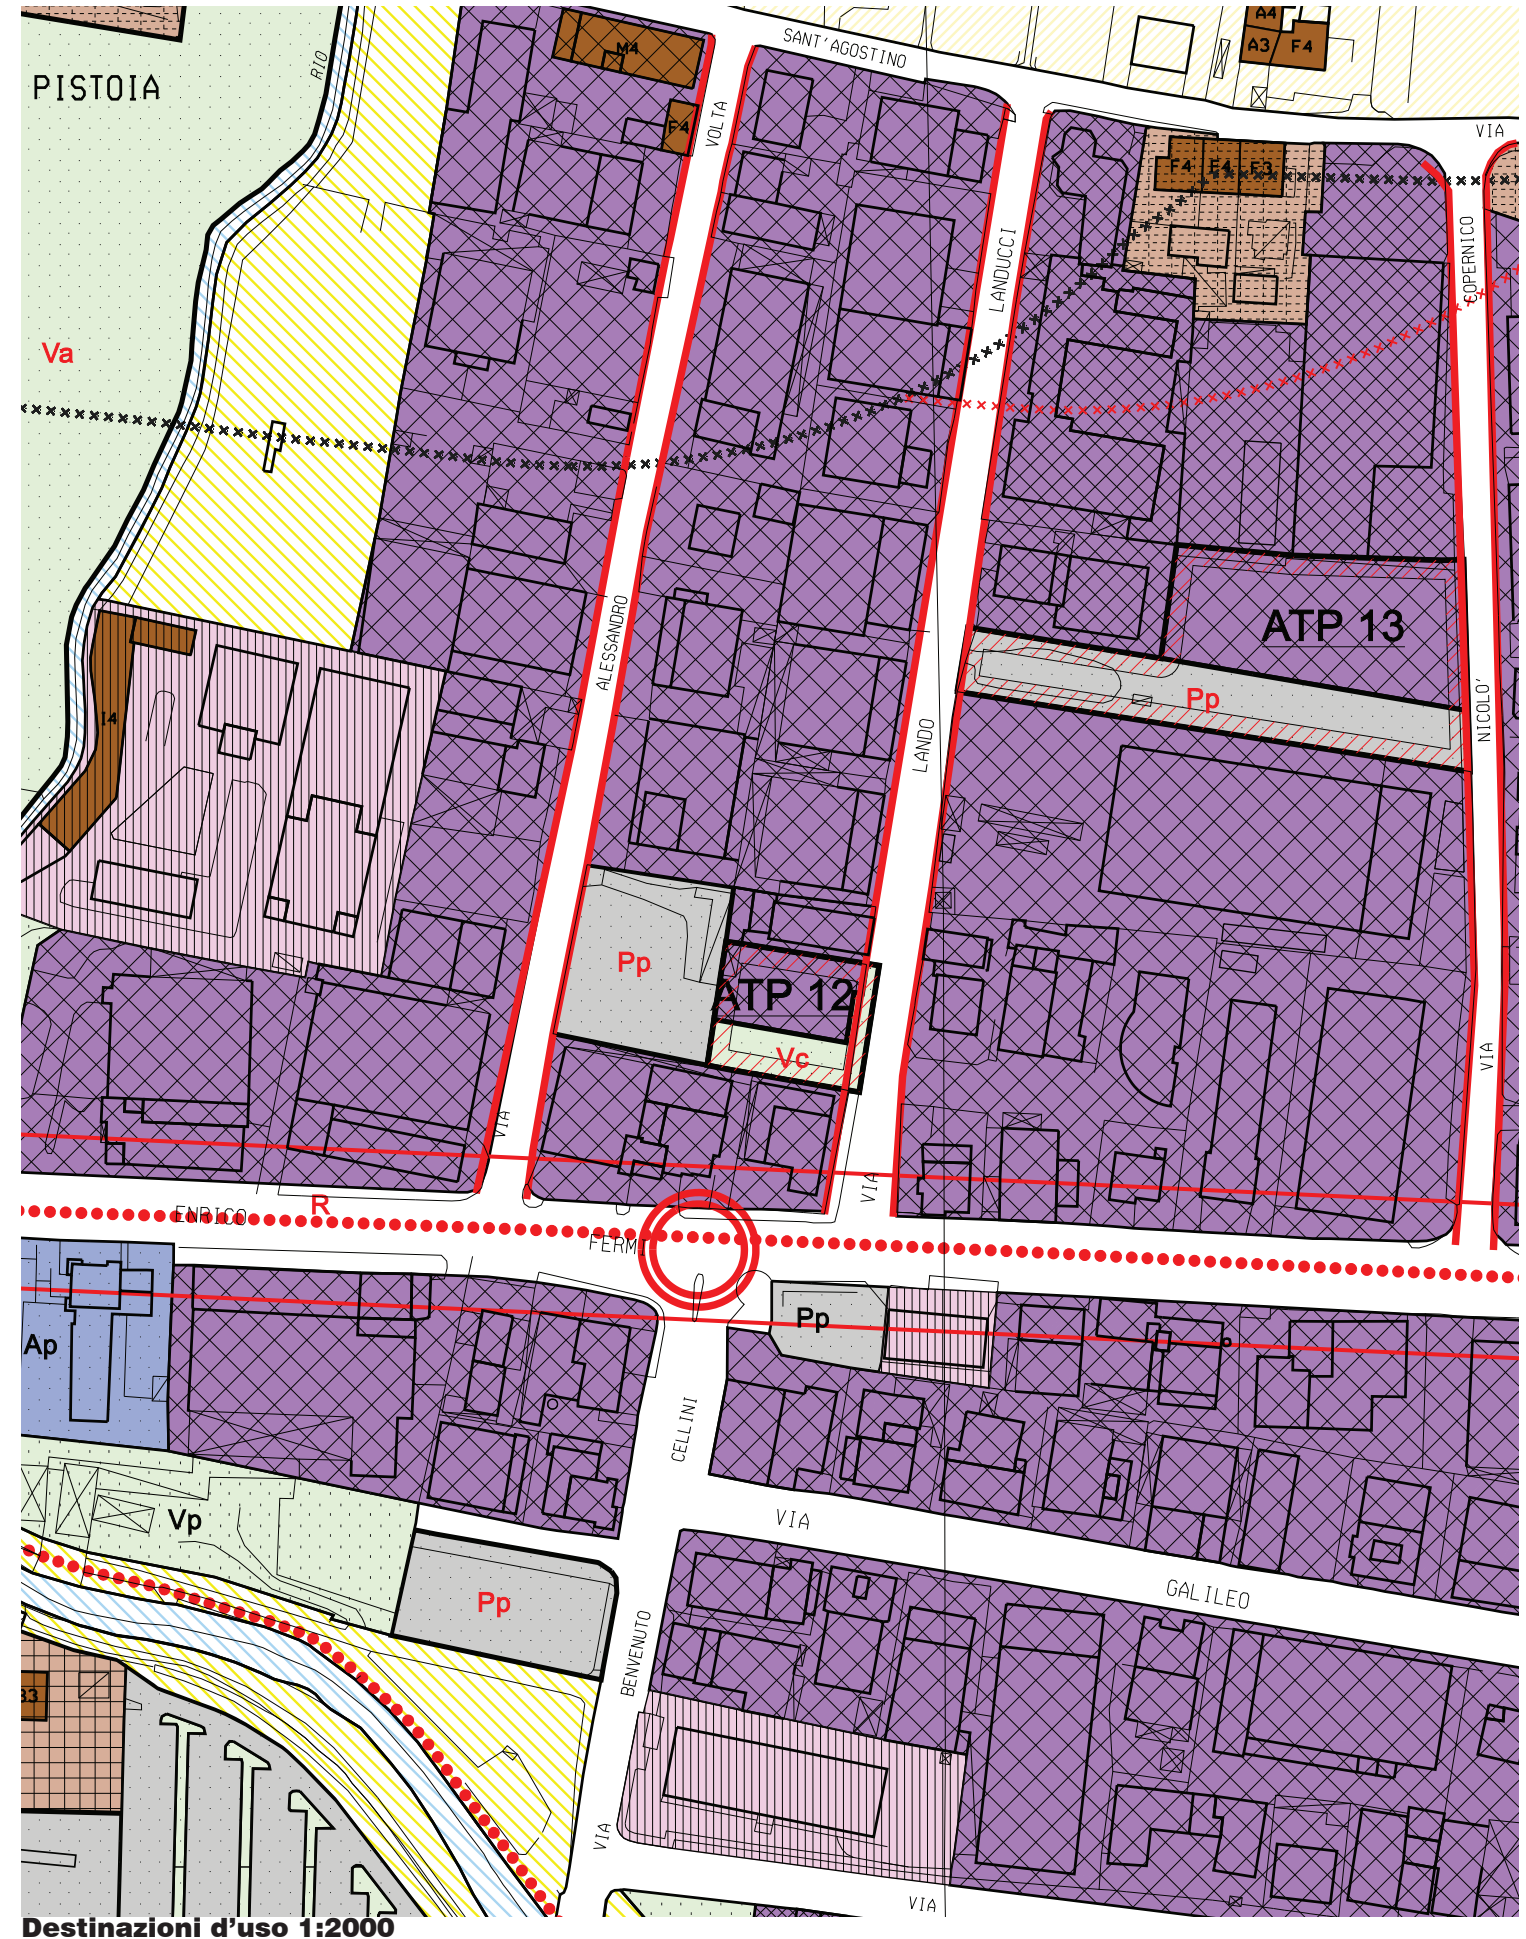 A4
SANT'AGOSTINO
A3 F4
M4
RIO
PISTOIA
VOLTA
F4
VIA
F4 F4 F3
COPERNICO
LANDUCCI
Va
ATP 13
ALESSANDRO
Pp
NICOLO'
I4
LANDO
Pp
ATP 12
Vc
VIA
VIA
VIA
R
ENRICO
FERMI
Pp
Ap
CELLINI
Vp
VIA
GALILEO
Pp
BENVENUTO
VIA
VIA
Destinazioni d'uso 1:2000